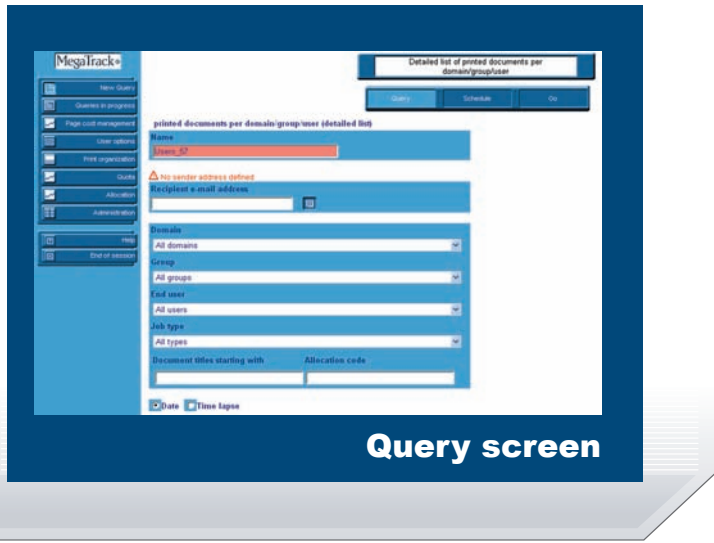 MegaTrack
Detailed list of printed documents per
domain/group/user
Query
Schedule
Go
New Query
Queries in progress
Page cost management
User options
Print organization
Quota
Allocation
Administration
Help
End of session
printed documents per domain/group/user (detailed list)
Name
Users_57
No sender address defined
Recipient e-mail address
Domain
All domains
Group
All groups
End user
All users
Job type
All types
Document titles starting with
Allocation code
Date
Time lapse
Query screen